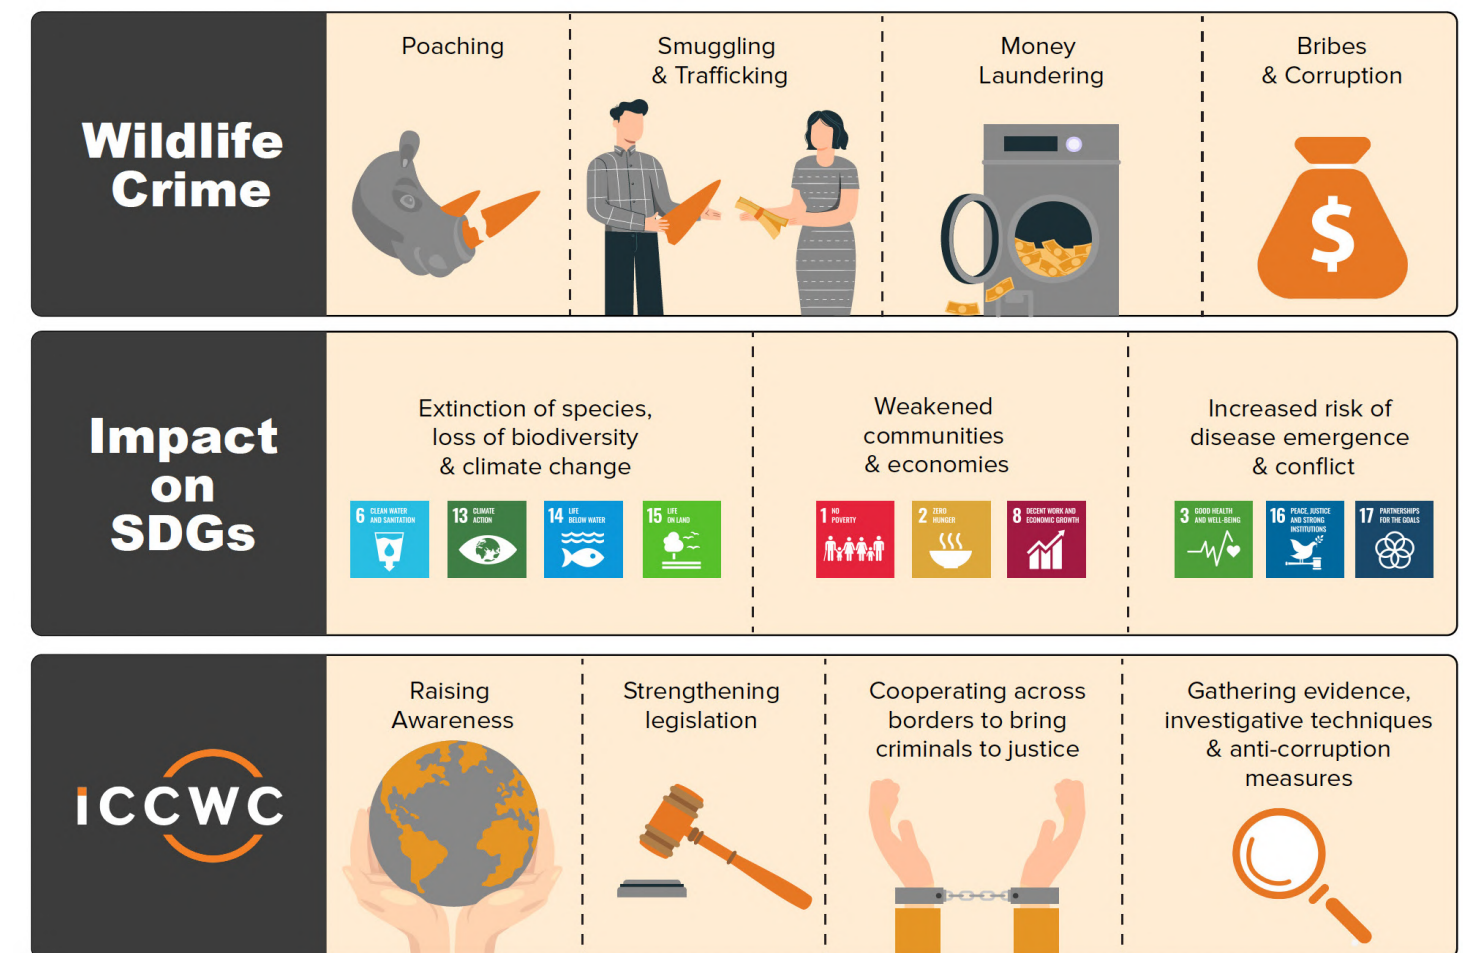 Wildlife
Crime
Poaching
Smuggling
& Trafficking
Money
Laundering
Bribes
& Corruption
$
Impact
on
SDGs
Extinction of species,
loss of biodiversity
& climate change
6 CLEAN WATER
AND SANITATION
13 CLIMATE
ACTION
14 LIFE
BELOW WATER
15 LIFE
ON LAND
Weakened
communities
& economies
1 NO
POVERTY
2 ZERO
HUNGER
8 DECENT WORK AND
ECONOMIC GROWTH
Increased risk of
disease emergence
& conflict
3 GOOD HEALTH
AND WELL-BEING
16 PEACE, JUSTICE
AND STRONG
INSTITUTIONS
17 PARTNERSHIPS
FOR THE GOALS
iCCWC
Raising
Awareness
Strengthening
legislation
Cooperating across
borders to bring
criminals to justice
Gathering evidence,
investigative techniques
& anti-corruption
measures